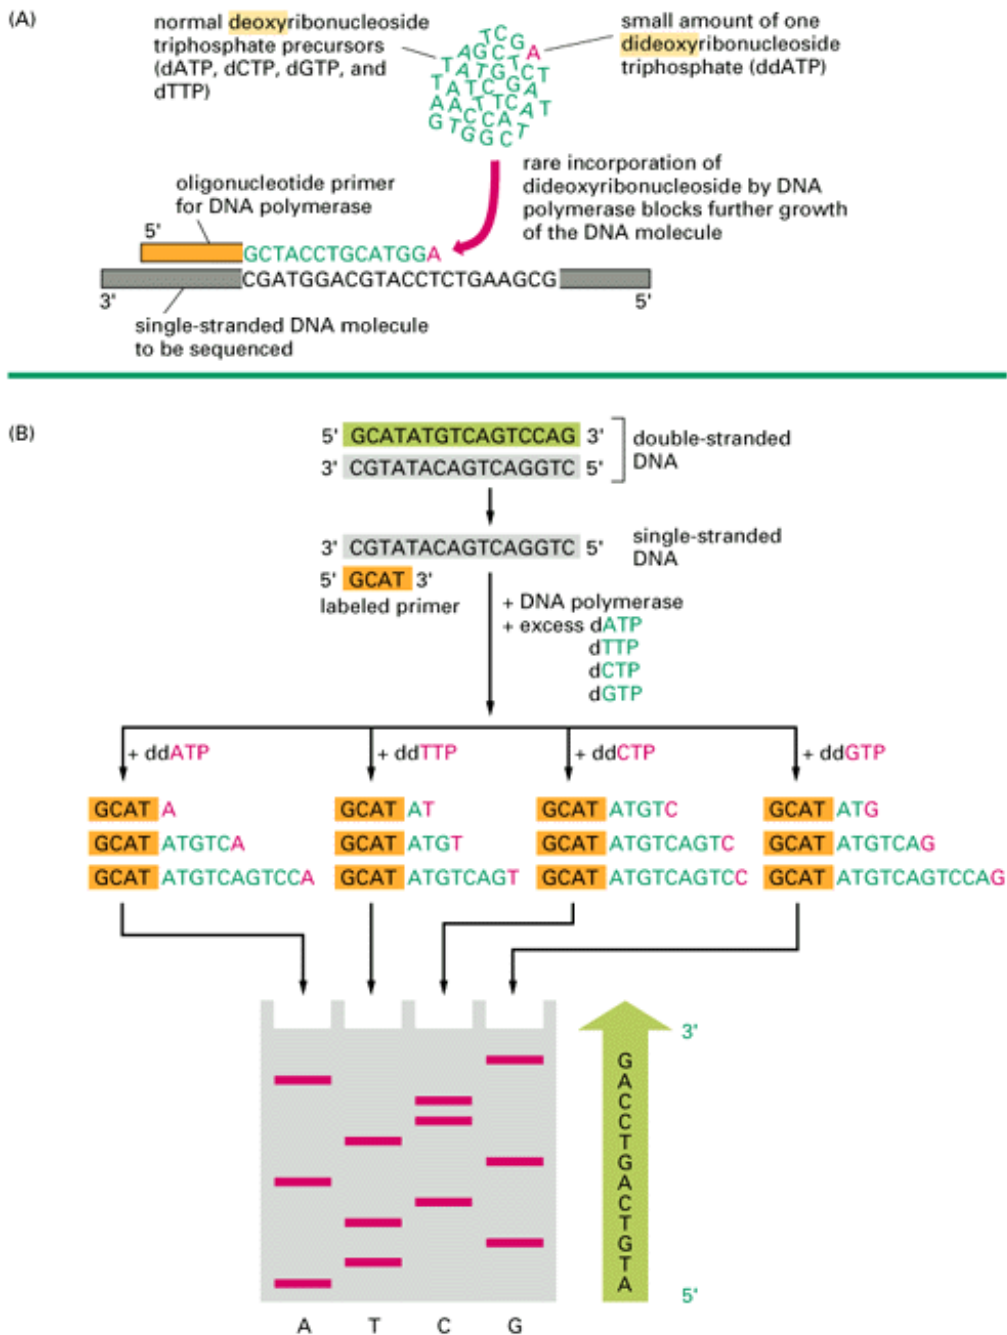 (A)
normal deoxyribonucleoside
triphosphate precursors
(dATP, dCTP, dGTP, and
dTTP)
small amount of one
dideoxyribonucleoside
triphosphate (ddATP)
rare incorporation of
dideoxyribonucleoside by DNA
polymerase blocks further growth
of the DNA molecule
oligonucleotide primer
for DNA polymerase
5'
GCTACCTGCATGGA
CGATGGACGTACCTCTGAAGCG
3'
5'
single-stranded DNA molecule
to be sequenced
(B)
5' GCATATGTCAGTCCAG 3'
3' CGTATACAGTCAGGTC 5'
double-stranded
DNA
3' CGTATACAGTCAGGTC 5'
single-stranded
DNA
5' GCAT 3'
labeled primer
+ DNA polymerase
+ excess dATP
dTTP
dCTP
dGTP
+ ddATP
+ ddTTP
+ ddCTP
+ ddGTP
GCAT A
GCAT ATGTCA
GCAT ATGTCAGTCCA
GCAT AT
GCAT ATGT
GCAT ATGTCAGT
GCAT ATGTC
GCAT ATGTCAGTC
GCAT ATGTCAGTCC
GCAT ATG
GCAT ATGTCAG
GCAT ATGTCAGTCCAG
3'
GACCTGACTGTA
5'
A T C G